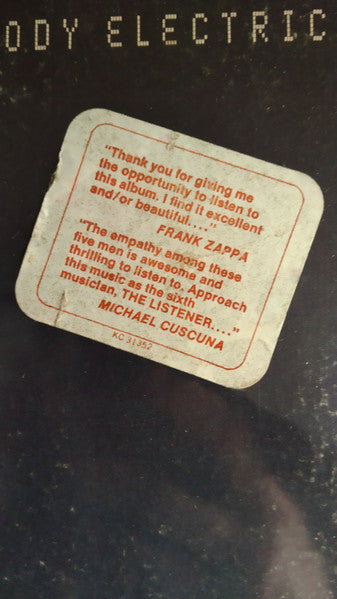 ODY ELECTRIC
"Thank you for giving me
the opportunity to listen to
this album. I find it excellent
and/or beautiful...."
FRANK ZAPPA
"The empathy among these
five men is awesome and
thrilling to listen to. Approach
this music as the sixth
musician, THE LISTENER...."
MICHAEL CUSCUNA
KC 31352